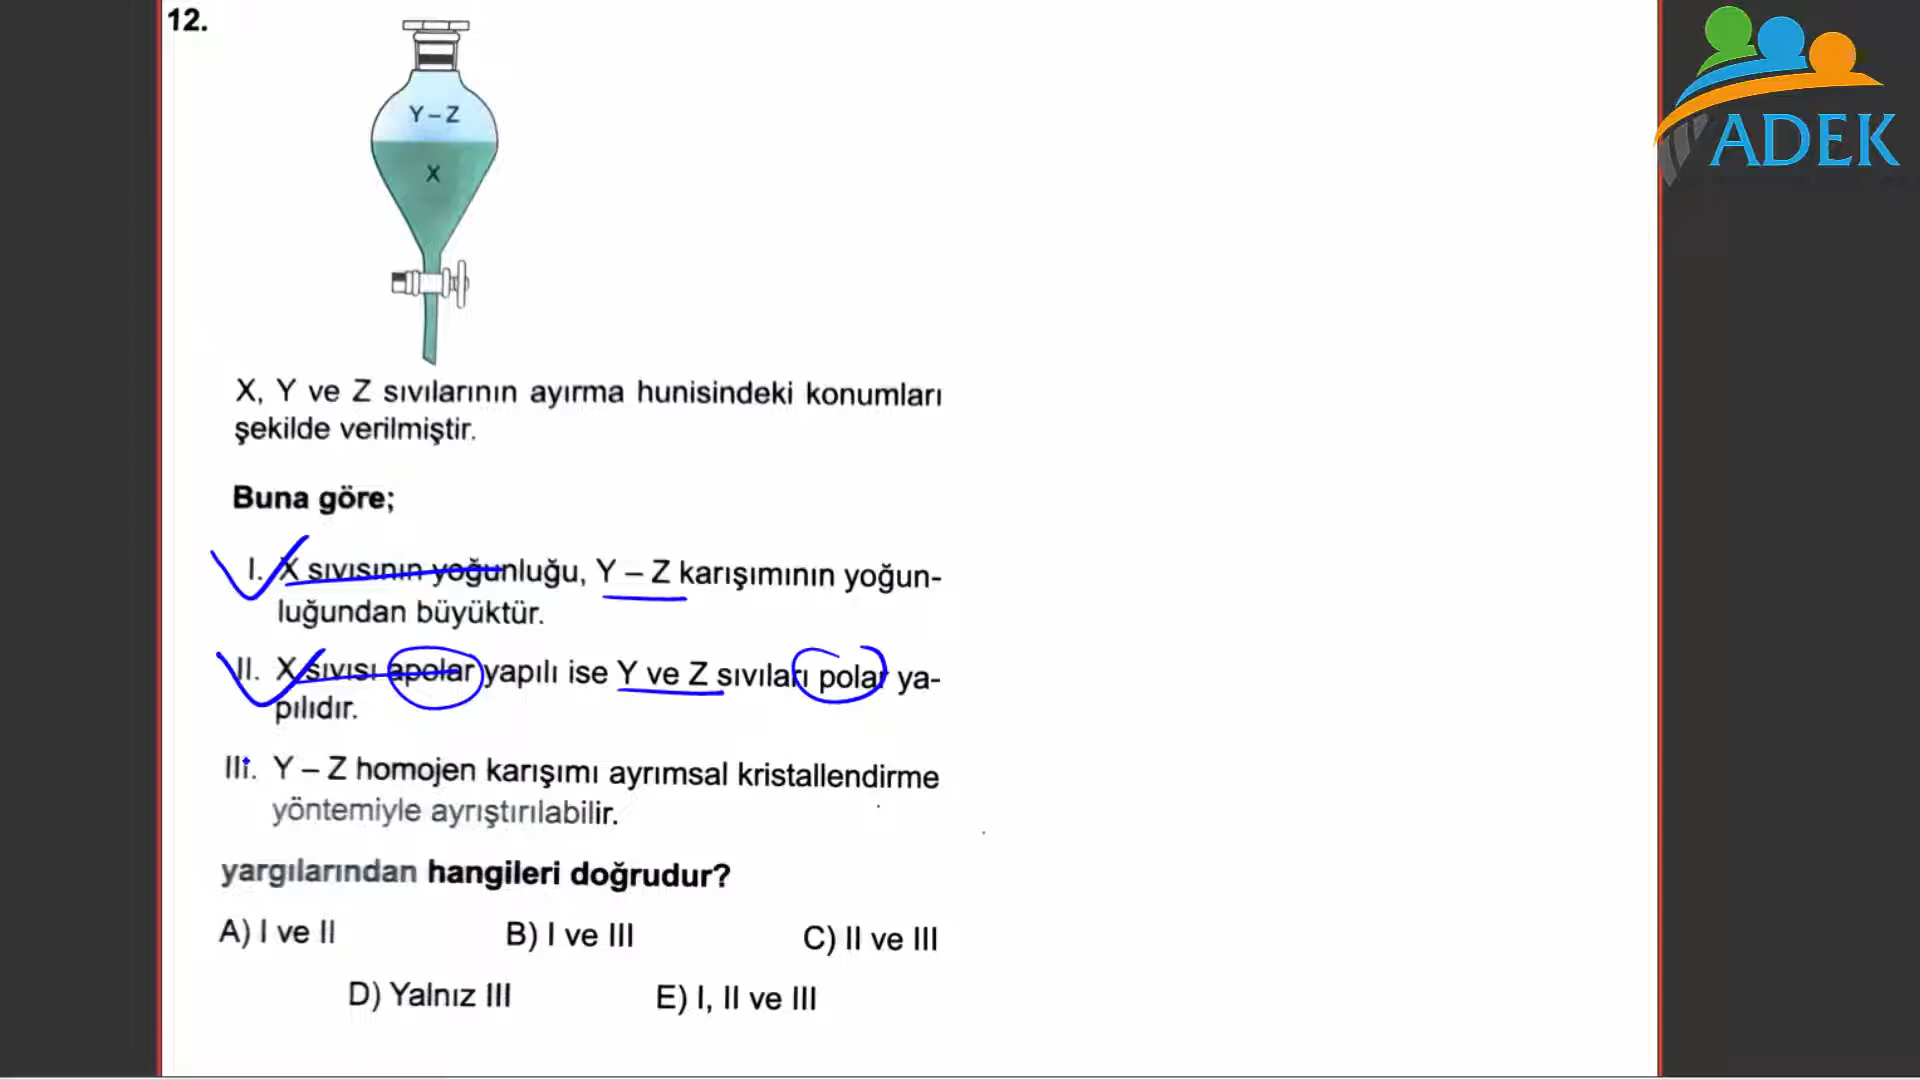 12.
ADEK
Y – Z
X
X, Y ve Z sıvılarının ayırma hunisindeki konumları
şekilde verilmiştir.
Buna göre;
I. X sıvısının yoğunluğu, Y – Z karışımının yoğun-
luğundan büyüktür.
II. X sıvısı apolar yapılı ise Y ve Z sıvıları polar ya-
pılıdır.
III. Y – Z homojen karışımı ayrımsal kristallendirme
yöntemiyle ayrıştırılabilir.
yargılarından hangileri doğrudur?
A) I ve II B) I ve III C) II ve III
D) Yalnız III E) I, II ve III